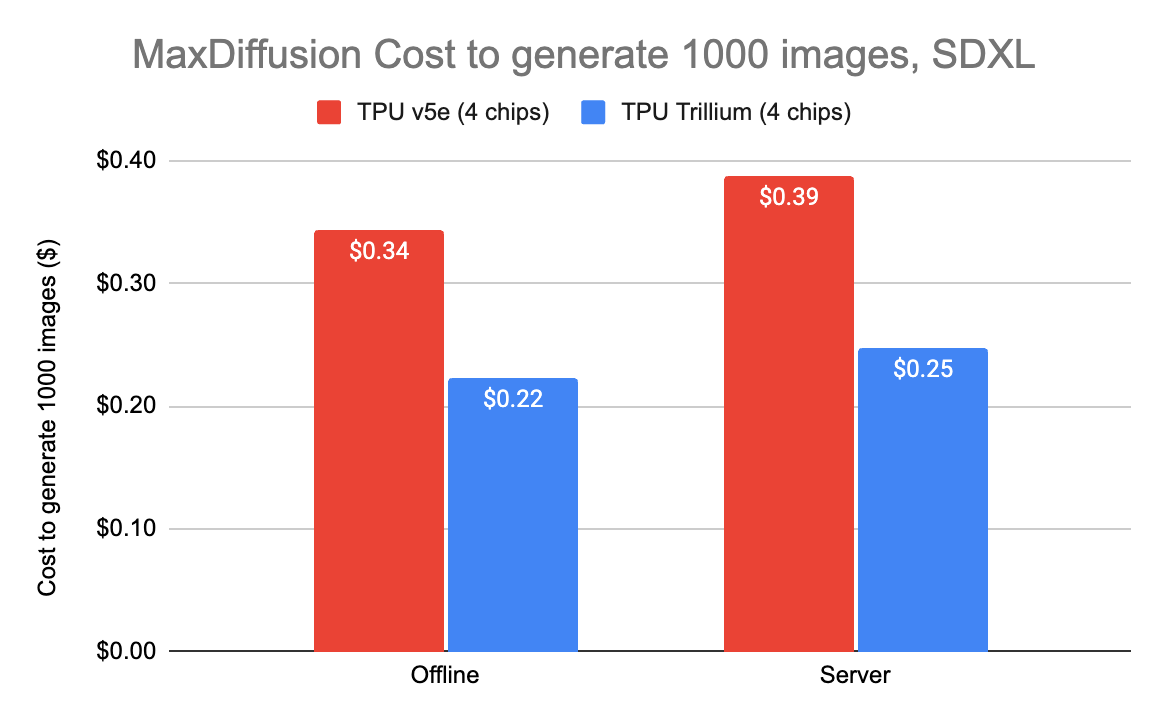 MaxDiffusion Cost to generate 1000 images, SDXL
TPU v5e (4 chips)
TPU Trillium (4 chips)
Cost to generate 1000 images ($)
$0.40
$0.30
$0.20
$0.10
$0.00
$0.34
$0.22
$0.39
$0.25
Offline
Server